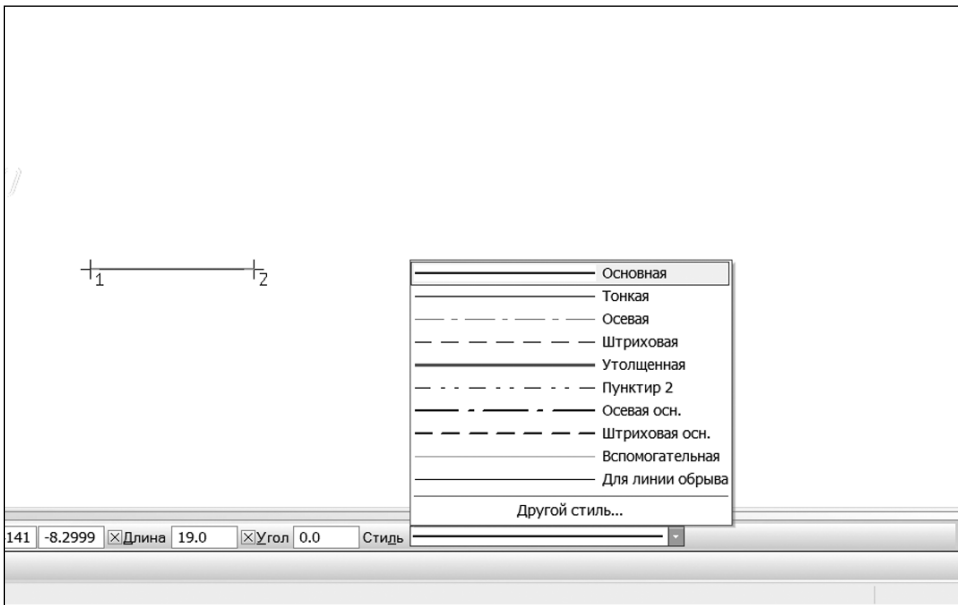 1
2
Основная
Тонкая
Осевая
Штриховая
Утолщенная
Пунктир 2
Осевая осн.
Штриховая осн.
Вспомогательная
Для линии обрыва
Другой стиль...
141 -8.2999 Длина 19.0 Угол 0.0 Стиль